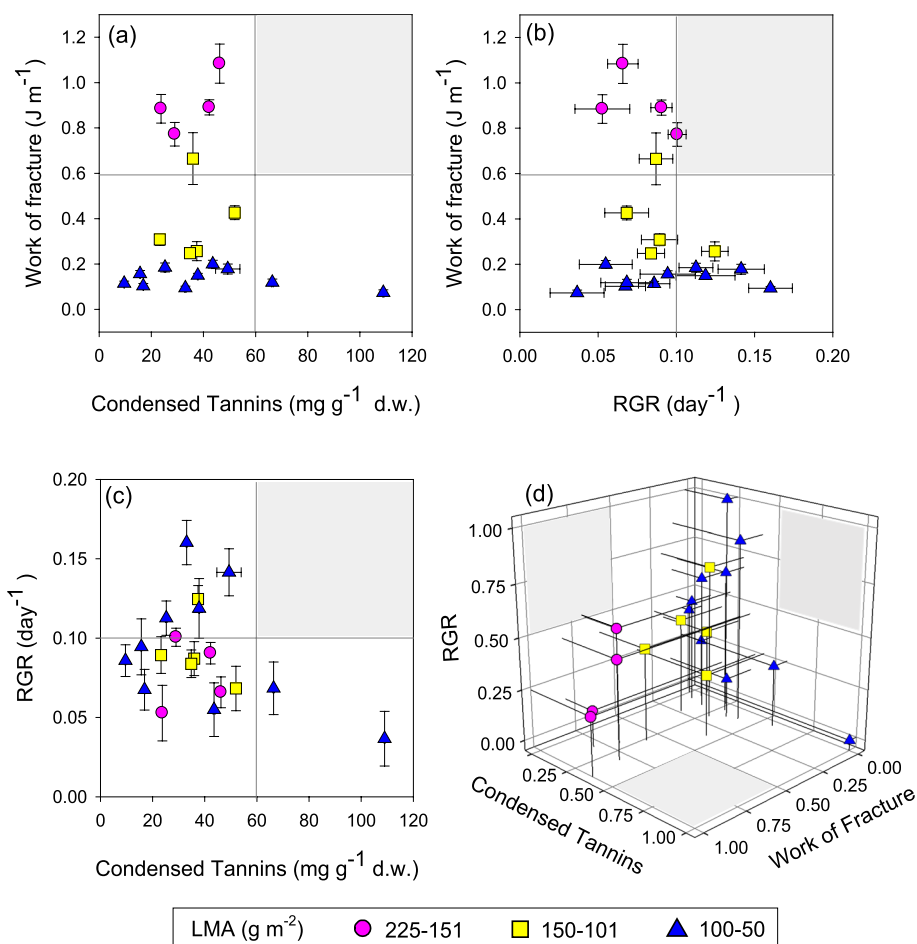 (a)
Work of fracture (J m-1)
1.2
1.0
0.8
0.6
0.4
0.2
0.0
0 20 40 60 80 100 120
Condensed Tannins (mg g-1 d.w.)
(b)
Work of fracture (J m-1)
1.2
1.0
0.8
0.6
0.4
0.2
0.0
0.00 0.05 0.10 0.15 0.20
RGR (day-1 )
(c)
RGR (day-1 )
0.20
0.15
0.10
0.05
0.00
0 20 40 60 80 100 120
Condensed Tannins (mg g-1 d.w.)
(d)
RGR
1.00
0.75
0.50
0.25
0.00
0.25
0.50
0.75
1.00
Condensed Tannins
0.00
0.25
0.50
0.75
1.00
Work of Fracture
LMA (g m-2) 225-151 150-101 100-50